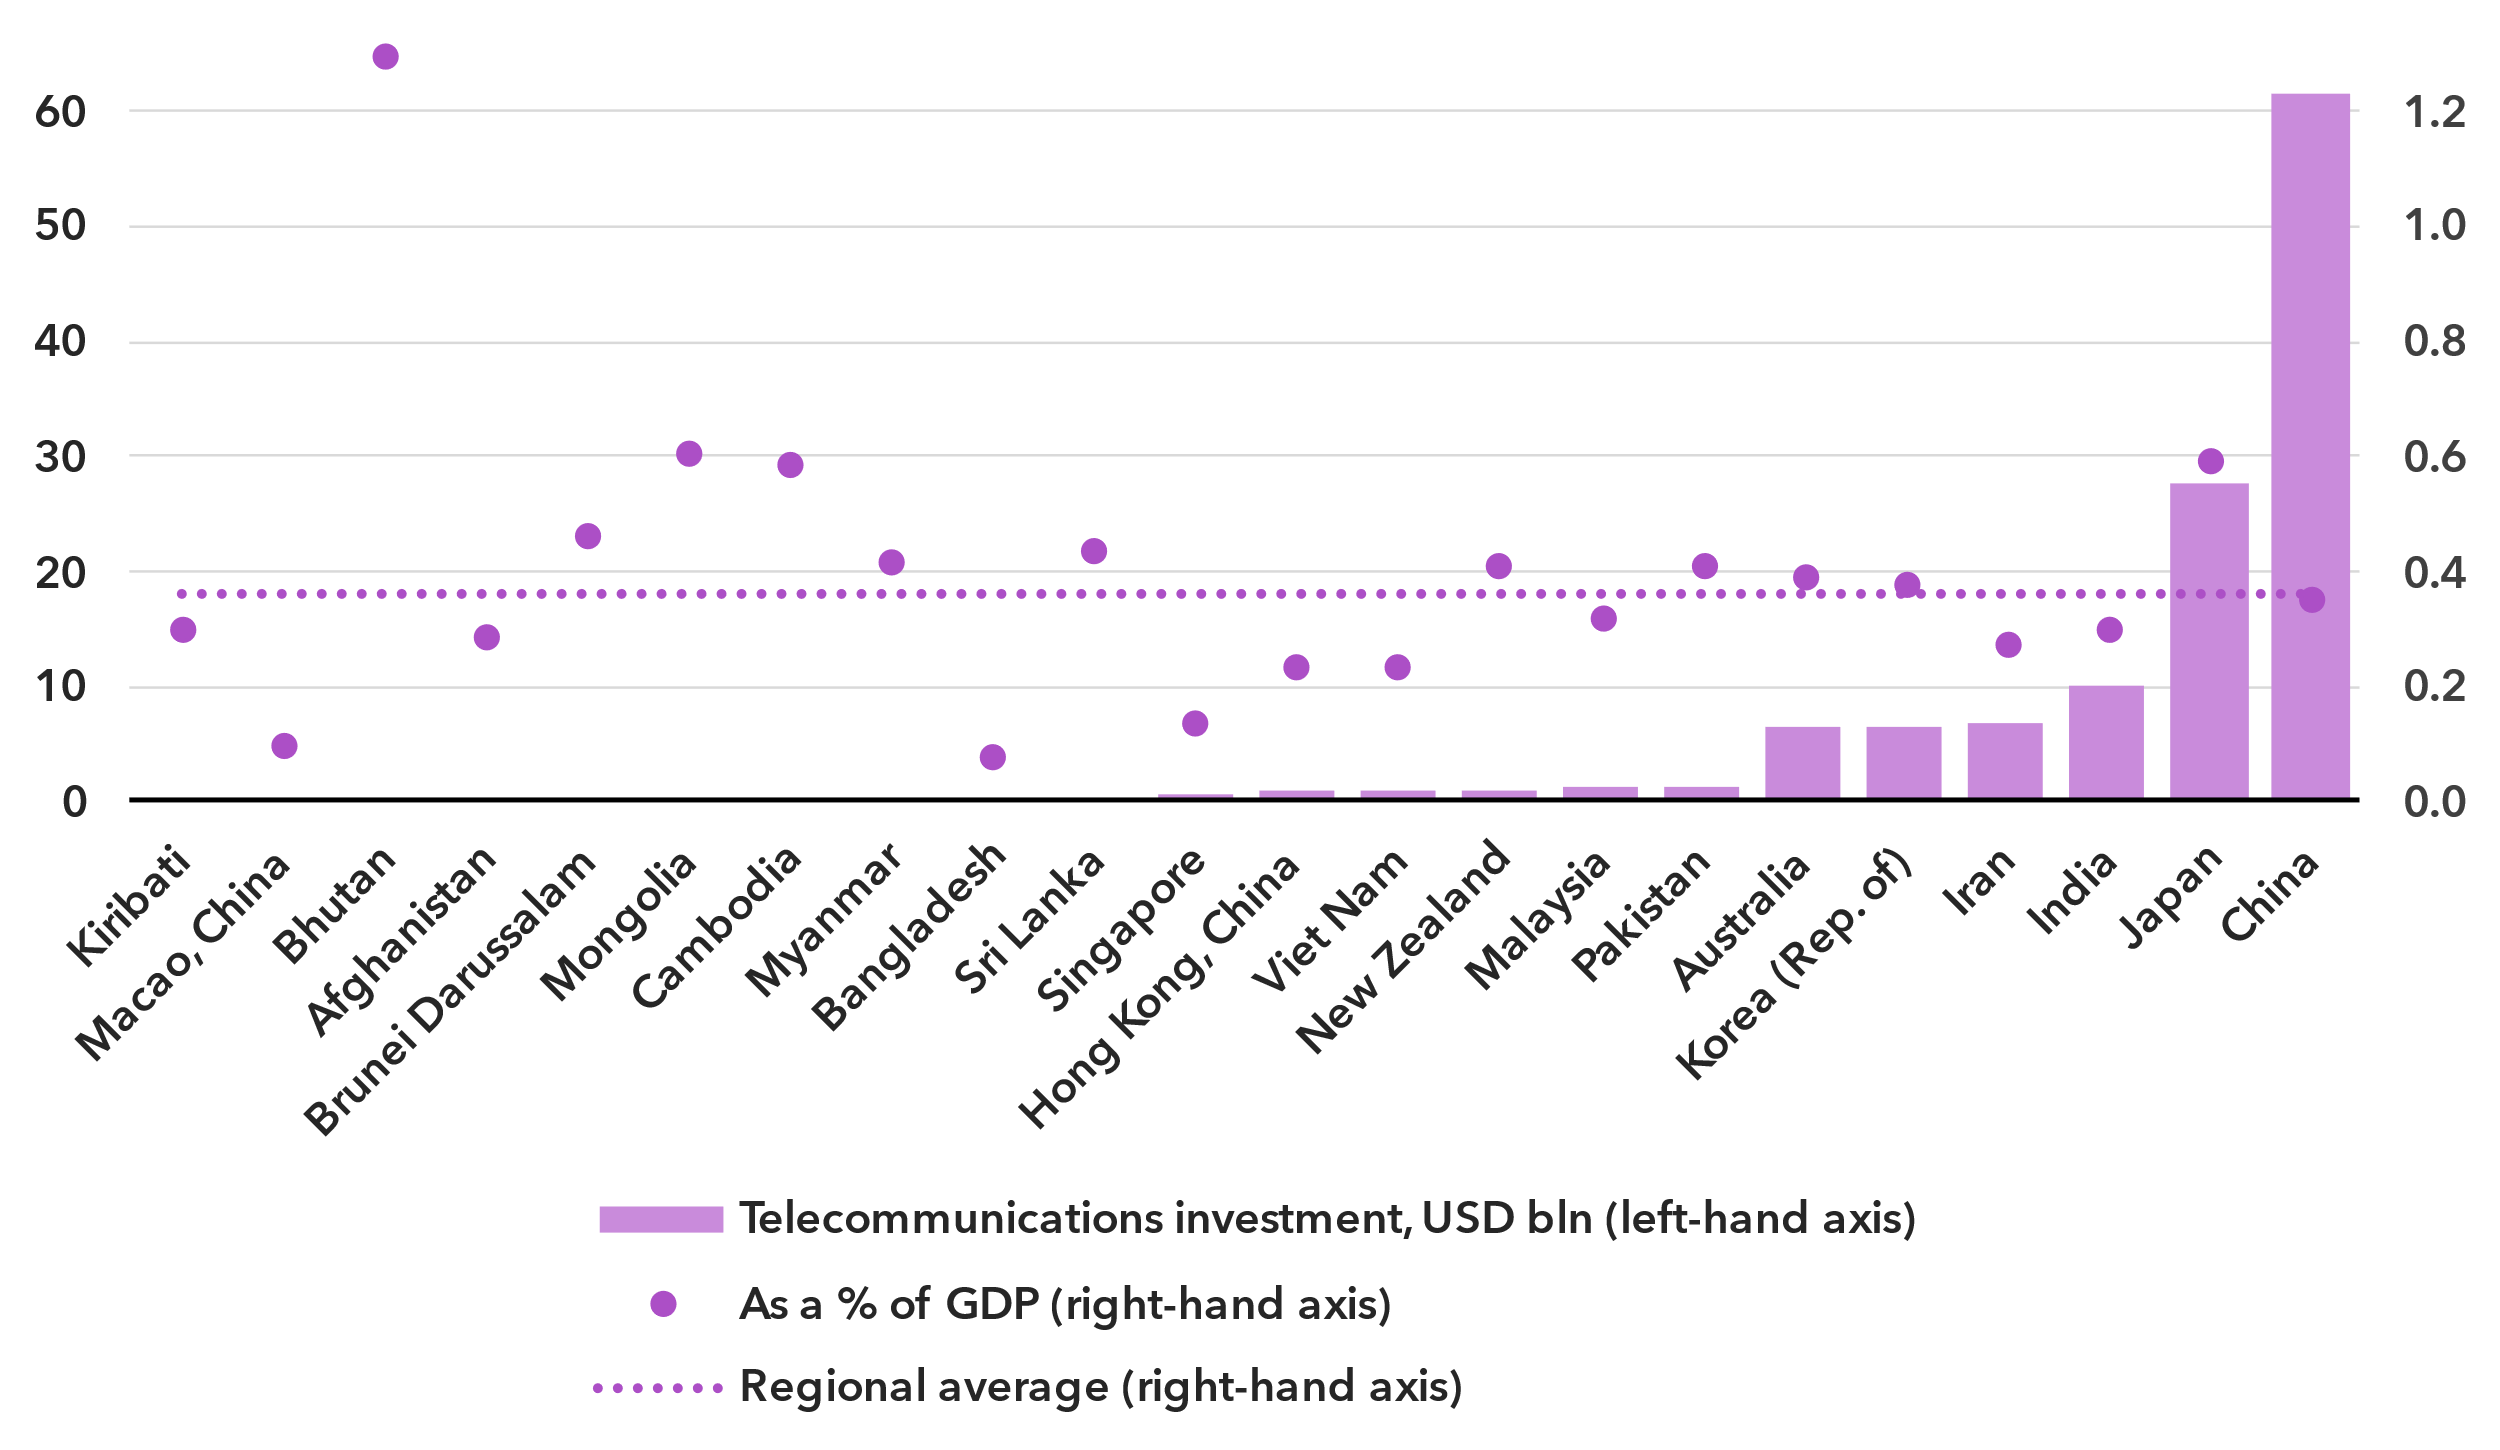 60
50
40
30
20
10
0
1.2
1.0
0.8
0.6
0.4
0.2
0.0
Kiribati
Macao, China
Bhutan
Afghanistan
Brunei Darussalam
Mongolia
Cambodia
Myanmar
Bangladesh
Sri Lanka
Singapore
Hong Kong, China
Viet Nam
New Zealand
Malaysia
Pakistan
Australia
Korea (Rep. of)
Iran
India
Japan
China
Telecommunications investment, USD bln (left-hand axis)
As a % of GDP (right-hand axis)
Regional average (right-hand axis)